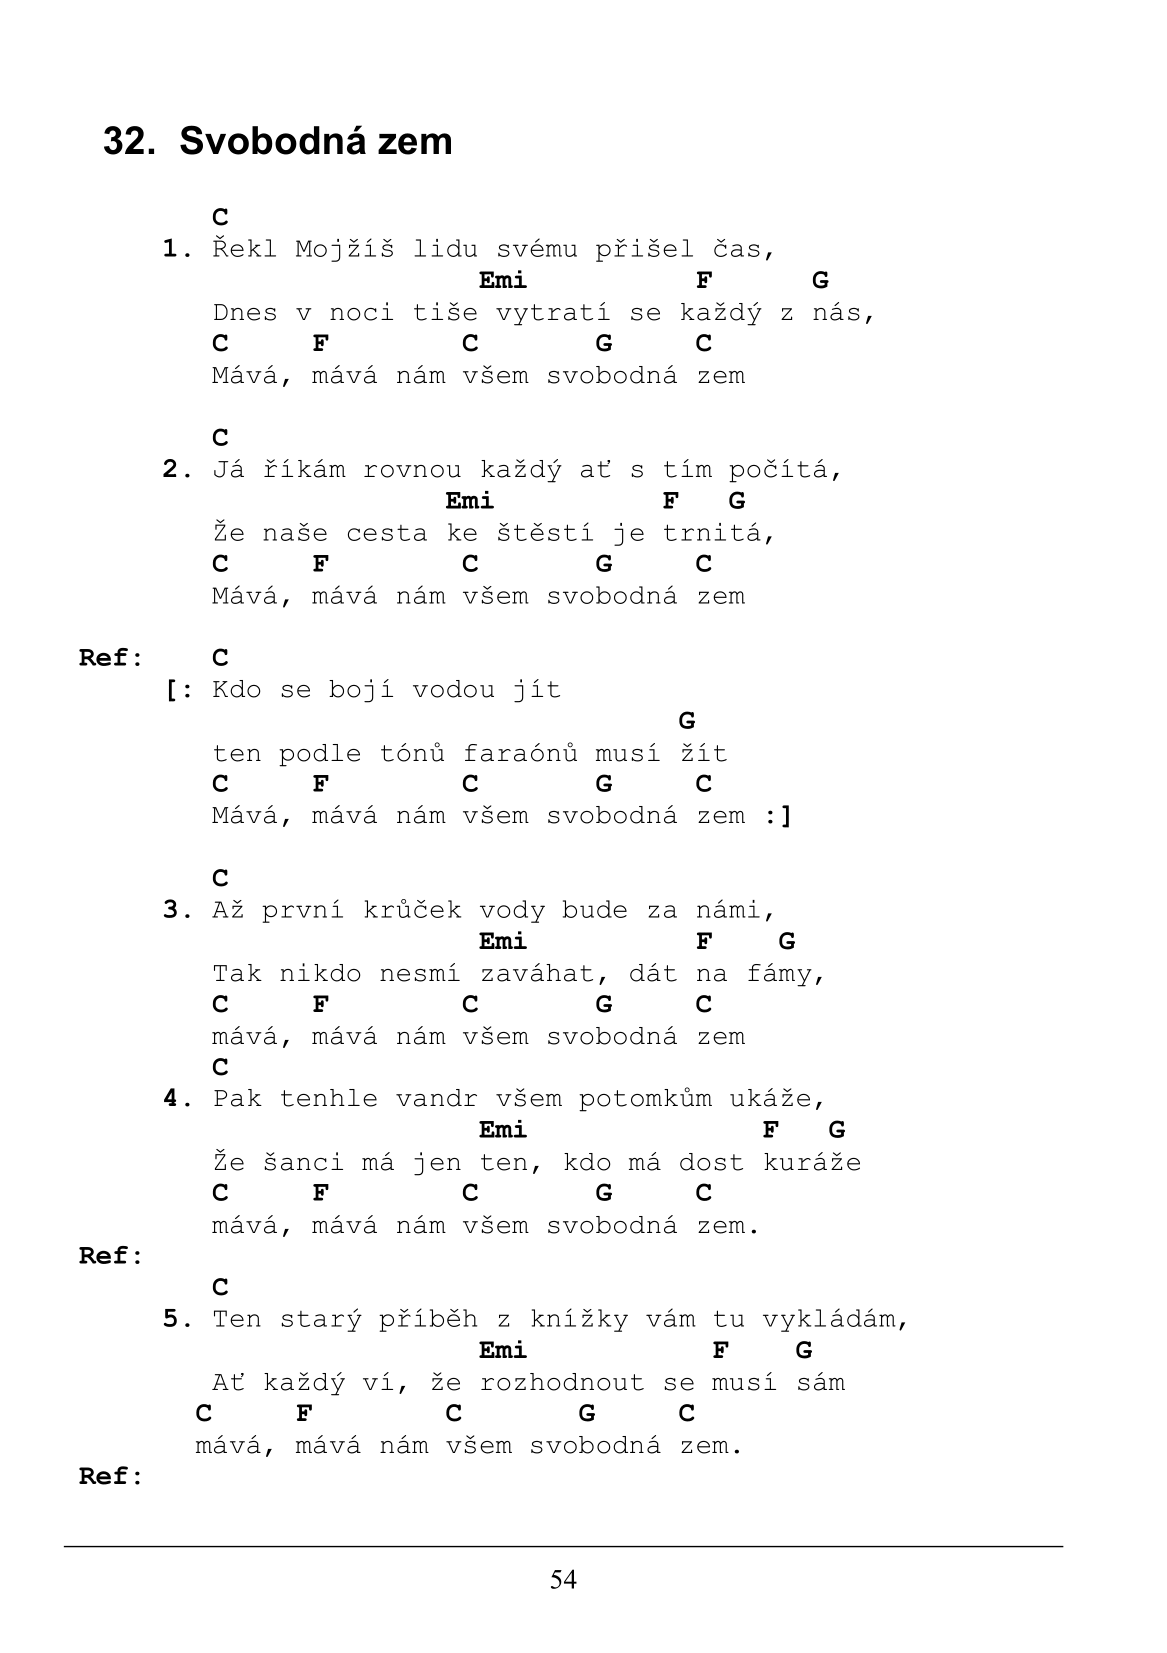 32. Svobodná zem
C
1. Řekl Mojžíš lidu svému přišel čas,
Emi F G
Dnes v noci tiše vytratí se každý z nás,
C F C G C
Mává, mává nám všem svobodná zem
C
2. Já říkám rovnou každý ať s tím počítá,
Emi F G
Že naše cesta ke štěstí je trnitá,
C F C G C
Mává, mává nám všem svobodná zem
Ref: C
[: Kdo se bojí vodou jít
G
ten podle tónů faraónů musí žít
C F C G C
Mává, mává nám všem svobodná zem :]
C
3. Až první krůček vody bude za námi,
Emi F G
Tak nikdo nesmí zaváhat, dát na fámy,
C F C G C
mává, mává nám všem svobodná zem
C
4. Pak tenhle vandr všem potomkům ukáže,
Emi F G
Že šanci má jen ten, kdo má dost kuráže
C F C G C
mává, mává nám všem svobodná zem.
Ref:
C
5. Ten starý příběh z knížky vám tu vykládám,
Emi F G
Ať každý ví, že rozhodnout se musí sám
C F C G C
mává, mává nám všem svobodná zem.
Ref:
54